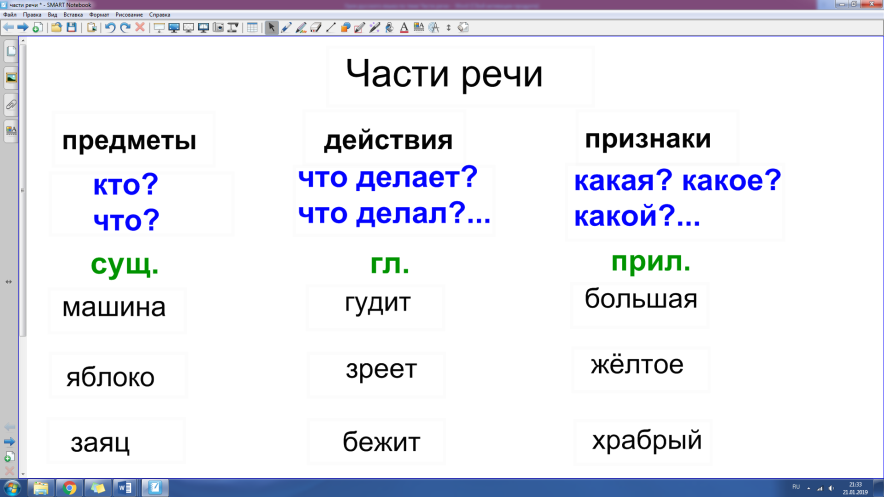 части речи * - SMART Notebook
Файл Правка Вид Вставка Формат Рисование Справка
Части речи
предметы действия признаки
кто? что делает? какая? какое?
что? что делал?... какой?...
сущ. гл. прил.
машина гудит большая
яблоко зреет жёлтое
заяц бежит храбрый
RU 21:33
21.01.2019